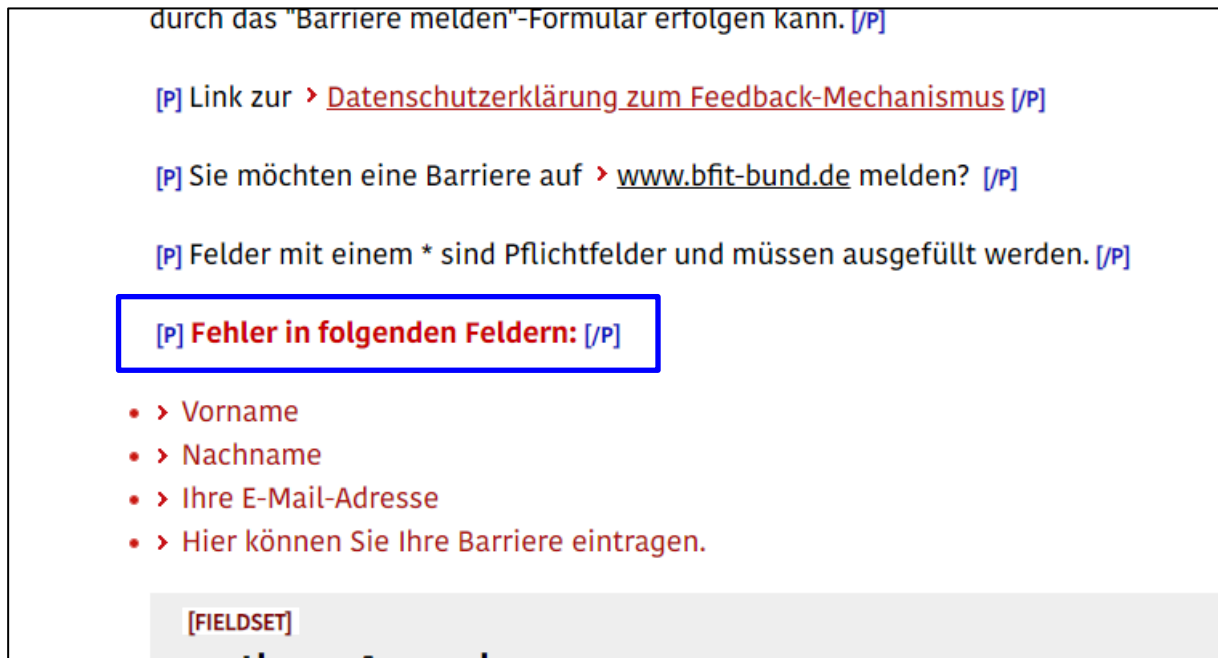 durch das "Barriere melden"-Formular erfolgen kann. [/P]
[P] Link zur Datenschutzerklärung zum Feedback-Mechanismus [/P]
[P] Sie möchten eine Barriere auf www.bfit-bund.de melden? [/P]
[P] Felder mit einem * sind Pflichtfelder und müssen ausgefüllt werden. [/P]
[P] Fehler in folgenden Feldern: [/P]
Vorname
Nachname
Ihre E-Mail-Adresse
Hier können Sie Ihre Barriere eintragen.
[FIELDSET]